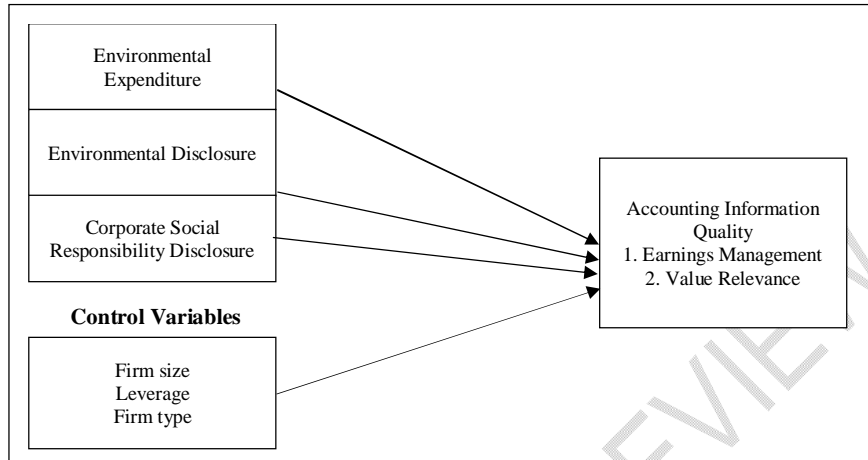 Environmental
Expenditure
Environmental Disclosure
Corporate Social
Responsibility Disclosure
Control Variables
Firm size
Leverage
Firm type
Accounting Information
Quality
1. Earnings Management
2. Value Relevance